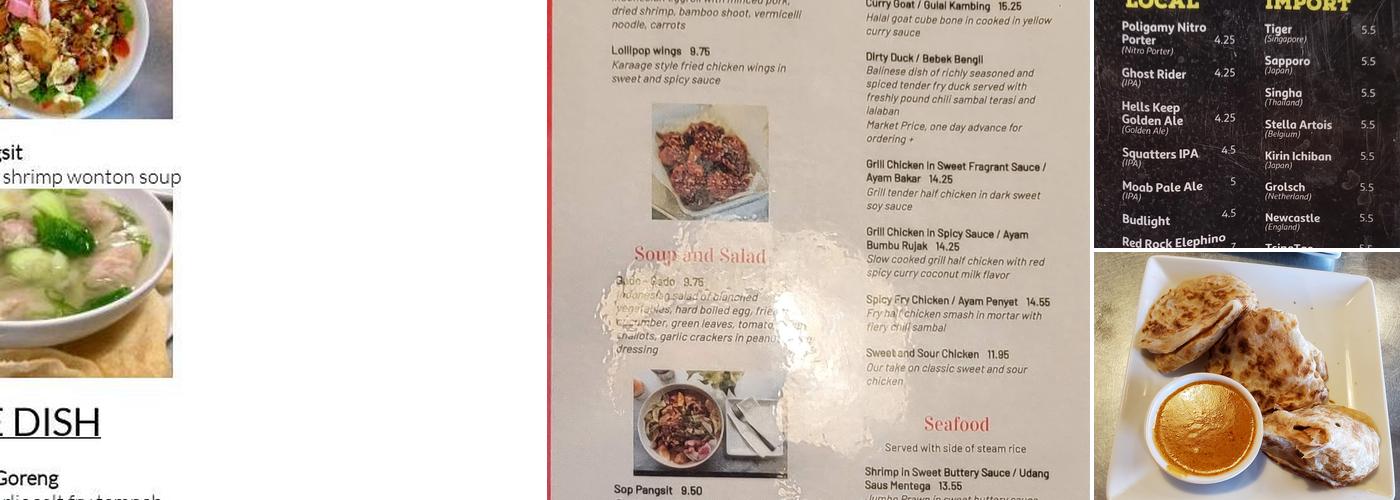 gsit
shrimp wonton soup
E DISH
Goreng
dried shrimp, bamboo shoot, vermicelli
noodle, carrots
Lollipop wings 9.75
Karaage style fried chicken wings in
sweet and spicy sauce
Soup and Salad
Gado - Gado 9.75
Indonesian salad of blanched
vegetables, hard boiled egg, fried
cucumber, green leaves, tomato,
shallots, garlic crackers in peanut
dressing
Sop Pangsit 9.50
Curry Goat / Gulai Kambing 15.25
Halal goat cube bone in cooked in yellow
curry sauce
Dirty Duck / Bebek Bengil
Balinese dish of richly seasoned and
spiced tender fry duck served with
freshly pound chili sambal terasi and
lalaban
Market Price, one day advance for
ordering +
Grill Chicken in Sweet Fragrant Sauce /
Ayam Bakar 14.25
Grill tender half chicken in dark sweet
soy sauce
Grill Chicken in Spicy Sauce / Ayam
Bumbu Rujak 14.25
Slow cooked grill half chicken with red
spicy curry coconut milk flavor
Spicy Fry Chicken / Ayam Penyet 14.55
Fry half chicken smash in mortar with
fiery chili sambal
Sweet and Sour Chicken 11.95
Our take on classic sweet and sour
chicken
Seafood
Served with side of steam rice
Shrimp in Sweet Buttery Sauce / Udang
Saus Mentega 13.55
Jumbo Prawn in sweet buttery sauce
LOCAL
Poligamy Nitro
Porter 4.25
(Nitro Porter)
Ghost Rider 4.25
(IPA)
Hells Keep
Golden Ale 4.25
(Golden Ale)
Squatters IPA 4.5
(IPA)
Moab Pale Ale 5
(IPA)
Budlight 4.5
Red Rock Elephino 7
IMPORT
Tiger 5.5
(Singapore)
Sapporo 5.5
(Japan)
Singha 5.5
(Thailand)
Stella Artois 5.5
(Belgium)
Kirin Ichiban 5.5
(Japan)
Grolsch 5.5
(Netherland)
Newcastle 5.5
(England)